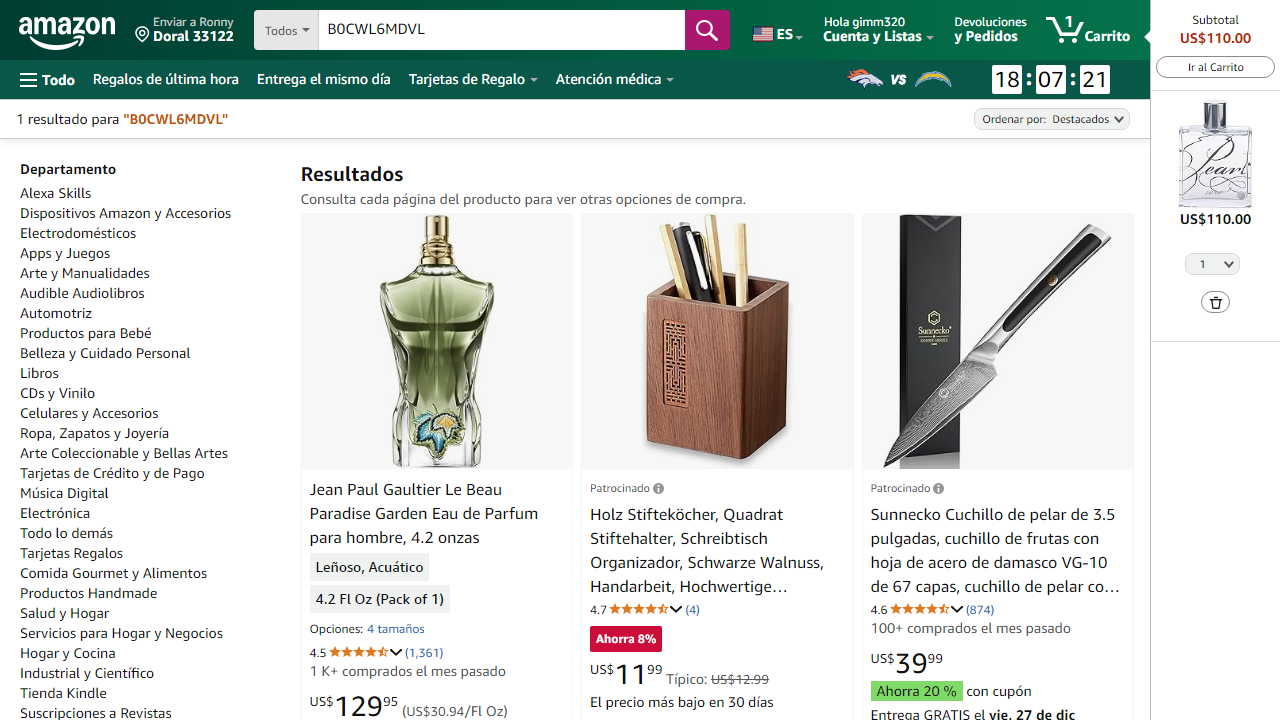 amazon
Enviar a Ronny
Doral 33122
Todos
B0CWL6MDVL
ES
Hola gimm320
Cuenta y Listas
Devoluciones
y Pedidos
1
Carrito
Subtotal
US$110.00
Ir al Carrito
Todo
Regalos de última hora
Entrega el mismo día
Tarjetas de Regalo
Atención médica
VS
18:07:21
1 resultado para "B0CWL6MDVL"
Ordenar por: Destacados
Pearl
US$110.00
1
Departamento
Alexa Skills
Dispositivos Amazon y Accesorios
Electrodomésticos
Apps y Juegos
Arte y Manualidades
Audible Audiolibros
Automotriz
Productos para Bebé
Belleza y Cuidado Personal
Libros
CDs y Vinilo
Celulares y Accesorios
Ropa, Zapatos y Joyería
Arte Coleccionable y Bellas Artes
Tarjetas de Crédito y de Pago
Música Digital
Electrónica
Todo lo demás
Tarjetas Regalos
Comida Gourmet y Alimentos
Productos Handmade
Salud y Hogar
Servicios para Hogar y Negocios
Hogar y Cocina
Industrial y Científico
Tienda Kindle
Suscripciones a Revistas
Resultados
Consulta cada página del producto para ver otras opciones de compra.
Jean Paul Gaultier Le Beau
Paradise Garden Eau de Parfum
para hombre, 4.2 onzas
Leñoso, Acuático
4.2 Fl Oz (Pack of 1)
Opciones: 4 tamaños
4.5 (1,361)
1 K+ comprados el mes pasado
US$129.95 (US$30.94/Fl Oz)
Patrocinado
Holz Stifteköcher, Quadrat
Stiftehalter, Schreibtisch
Organizador, Schwarze Walnuss,
Handarbeit, Hochwertige…
4.7 (4)
Ahorra 8%
US$11.99 Típico: US$12.99
El precio más bajo en 30 días
Sunnecko
Patrocinado
Sunnecko Cuchillo de pelar de 3.5
pulgadas, cuchillo de frutas con
hoja de acero de damasco VG-10
de 67 capas, cuchillo de pelar co…
4.6 (874)
100+ comprados el mes pasado
US$39.99
Ahorra 20 % con cupón
Entrega GRATIS el vie. 27 de dic